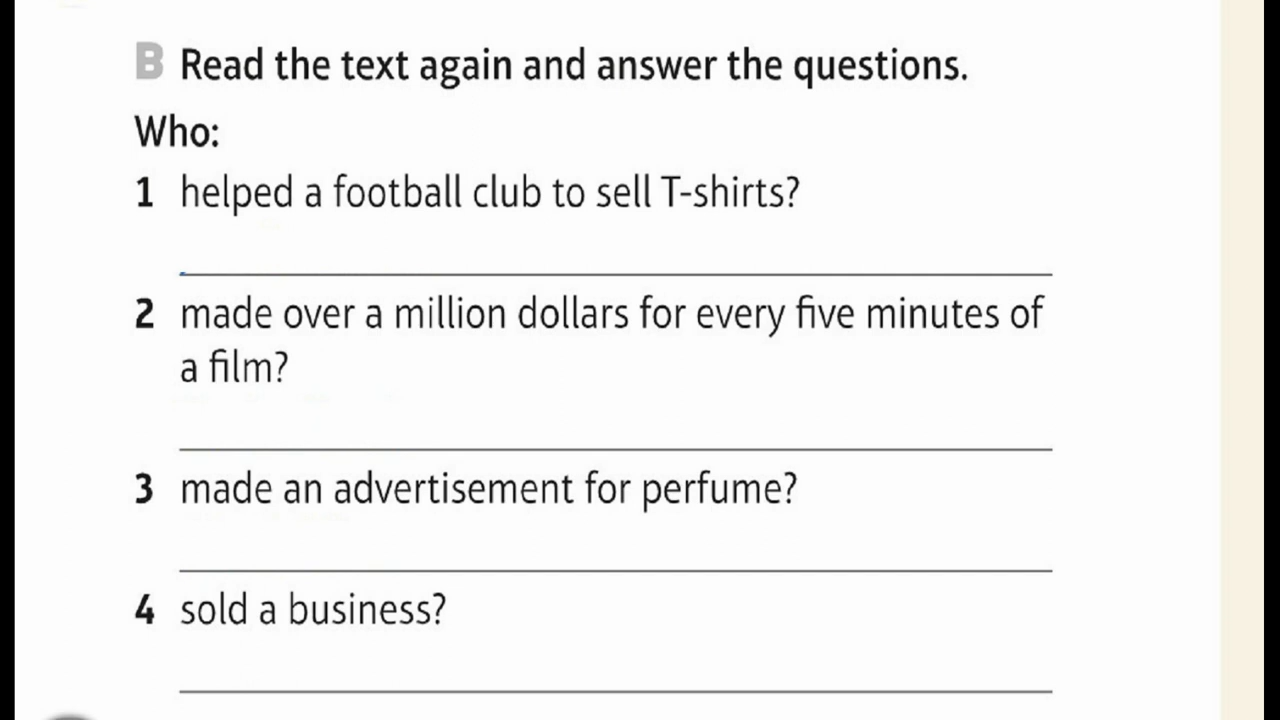 B Read the text again and answer the questions.
Who:
1 helped a football club to sell T-shirts?
2 made over a million dollars for every five minutes of
a film?
3 made an advertisement for perfume?
4 sold a business?